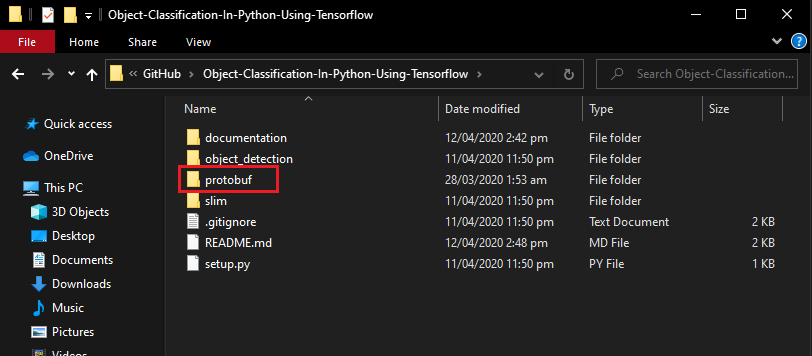 Object-Classification-In-Python-Using-Tensorflow
File Home Share View
GitHub Object-Classification-In-Python-Using-Tensorflow Search Object-Classification...
Name Date modified Type Size
Quick access
OneDrive
This PC
3D Objects
Desktop
Documents
Downloads
Music
Pictures
Videos
documentation 12/04/2020 2:42 pm File folder
object_detection 11/04/2020 11:50 pm File folder
protobuf 28/03/2020 1:53 am File folder
slim 11/04/2020 11:50 pm File folder
.gitignore 11/04/2020 11:50 pm Text Document 2 KB
README.md 12/04/2020 2:48 pm MD File 2 KB
setup.py 11/04/2020 11:50 pm PY File 1 KB